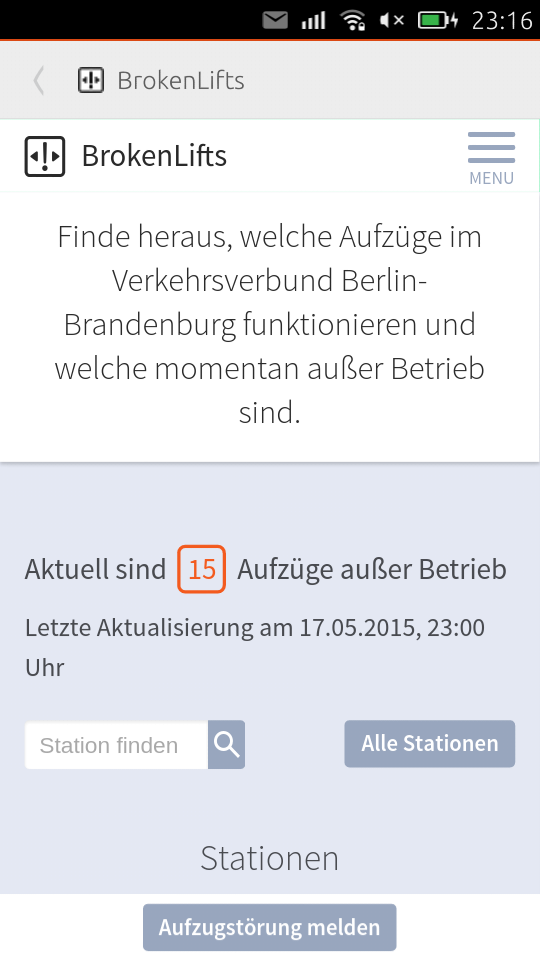 23:16
BrokenLifts
BrokenLifts
MENU
Finde heraus, welche Aufzüge im
Verkehrsverbund Berlin-
Brandenburg funktionieren und
welche momentan außer Betrieb
sind.
Aktuell sind 15 Aufzüge außer Betrieb
Letzte Aktualisierung am 17.05.2015, 23:00
Uhr
Station finden
Alle Stationen
Stationen
Aufzugstörung melden